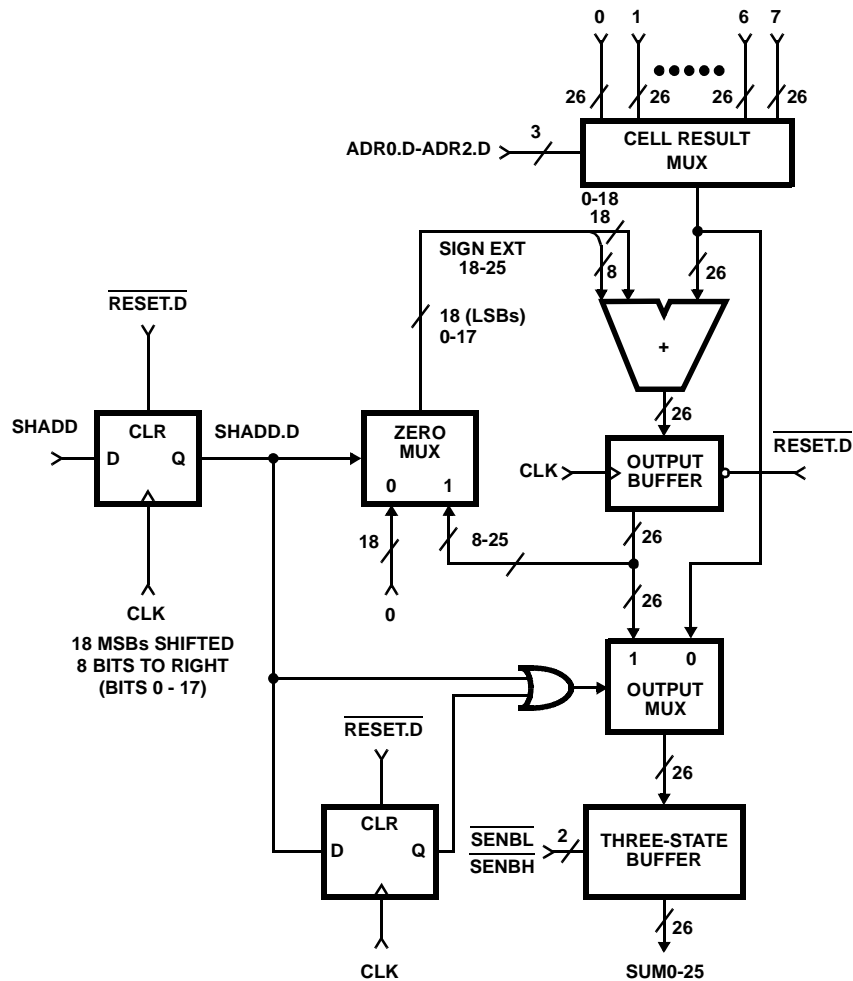 0 1 6 7
26 26 26 26
ADR0.D-ADR2.D
3
CELL RESULT
MUX
0-18
18
SIGN EXT
18-25
8
26
18 (LSBs)
0-17
+
26
RESET.D
SHADD
CLR
D Q
SHADD.D
CLK
18 MSBs SHIFTED
8 BITS TO RIGHT
(BITS 0 - 17)
ZERO
MUX
0 1
18
0
8-25
CLK
OUTPUT
BUFFER
RESET.D
26
26
1 0
OUTPUT
MUX
26
RESET.D
CLR
D Q
CLK
SENBL
SENBH
2
THREE-STATE
BUFFER
26
SUM0-25